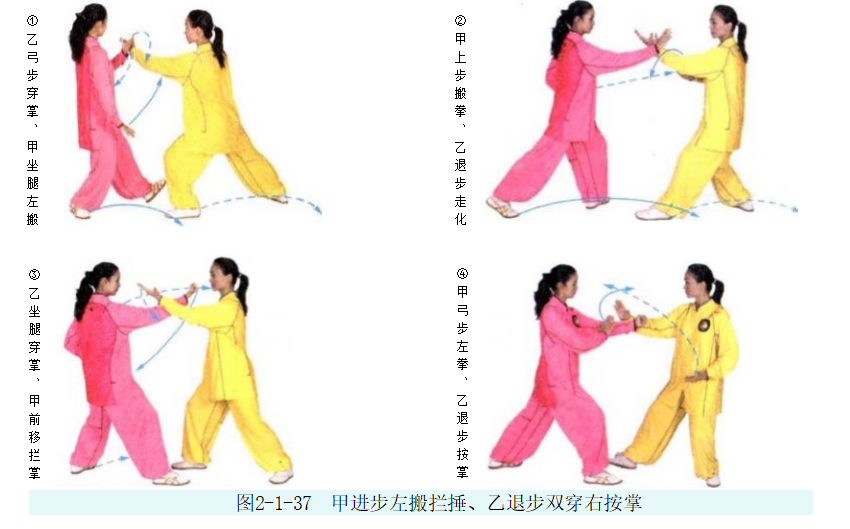 ①乙弓步穿掌、甲坐腿左搬
②甲上步搬拳、乙退步走化
③乙坐腿穿掌、甲前移拦掌
④甲弓步左拳、乙退步按掌
图2-1-37 甲进步左搬拦捶、乙退步双穿右按掌